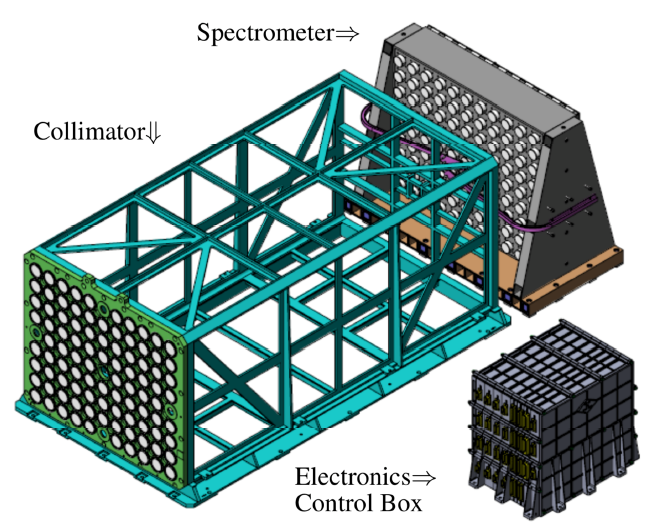 Spectrometer⇒
Collimator⇓
Electronics⇒
Control Box